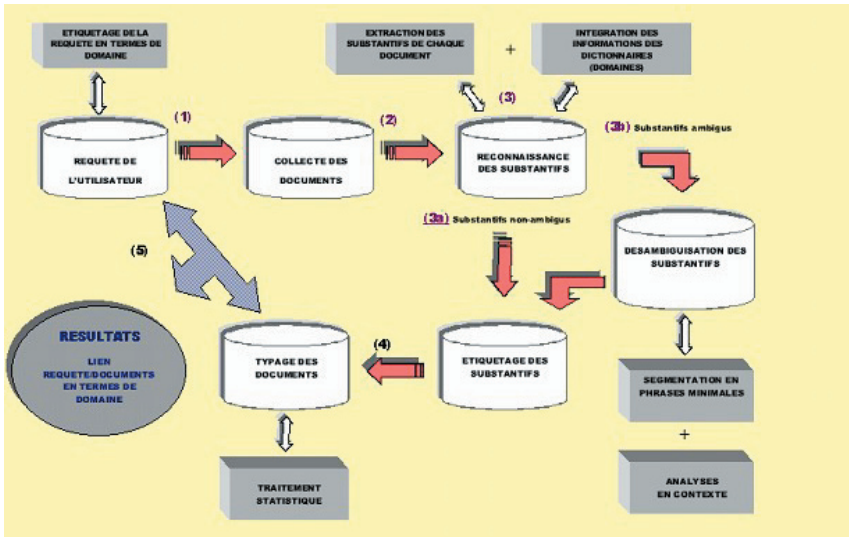 ETIQUETAGE DE LA
REQUETE EN TERMES DE
DOMAINE
EXTRACTION DES
SUBSTANTIFS DE CHAQUE
DOCUMENT
+
INTEGRATION DES
INFORMATIONS DES
DICTIONNAIRES
(DOMAINES)
(1)
(2)
(3)
(3b) Substantifs ambigus
REQUETE DE
L'UTILISATEUR
COLLECTE DES
DOCUMENTS
RECONNAISSANCE
DES SUBSTANTIFS
(3a) Substantifs non-ambigus
DESAMBIGUISATION DES
SUBSTANTIFS
(5)
RESULTATS
LIEN
REQUETE/DOCUMENTS
EN TERMES DE
DOMAINE
TYPAGE DES
DOCUMENTS
(4)
ETIQUETAGE DES
SUBSTANTIFS
SEGMENTATION EN
PHRASES MINIMALES
+
ANALYSES
EN CONTEXTE
TRAITEMENT
STATISTIQUE